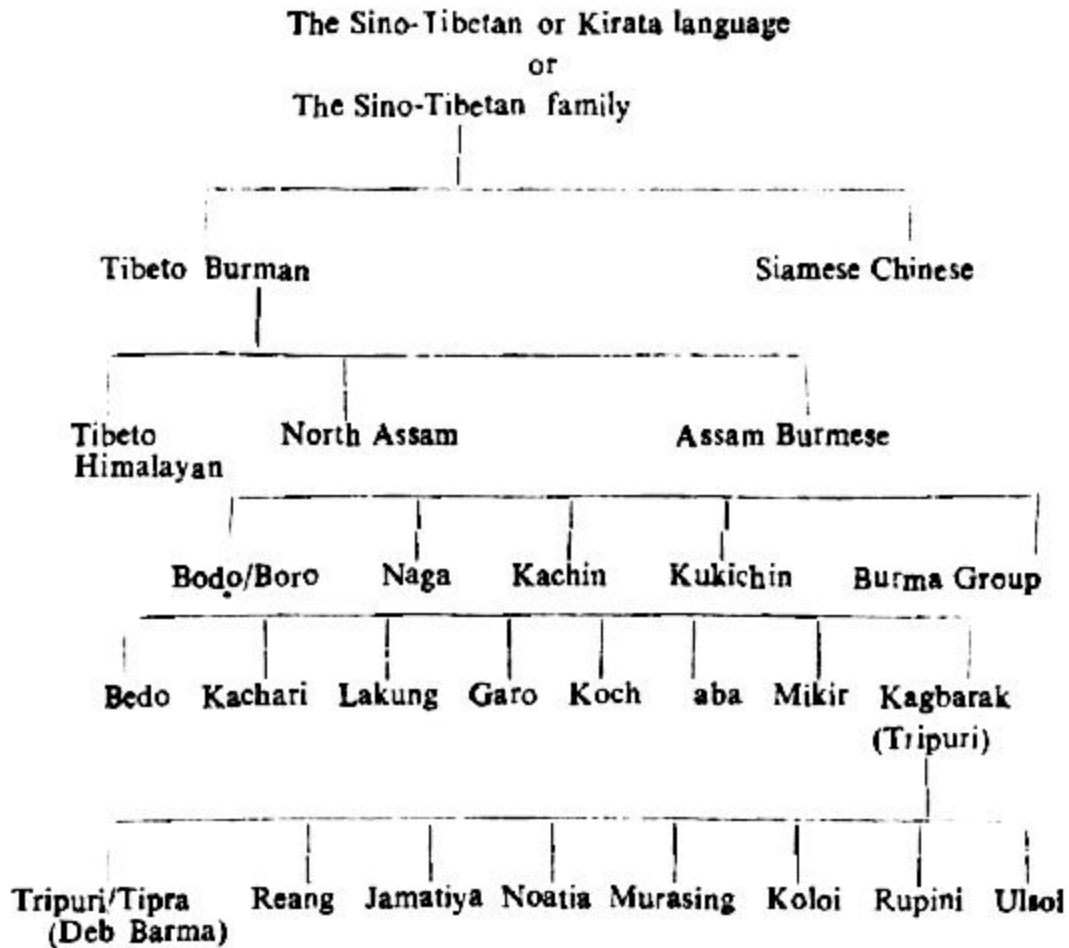 The Sino-Tibetan or Kirata language
or
The Sino-Tibetan family
Tibeto Burman Siamese Chinese
Tibeto Himalayan North Assam Assam Burmese
Bodo/Boro Naga Kachin Kukichin Burma Group
Bedo Kachari Lakung Garo Koch aba Mikir Kagbarak
(Tripuri)
Tripuri/Tipra Reang Jamatiya Noatia Murasing Koloi Rupini Ulsoi
(Deb Barma)